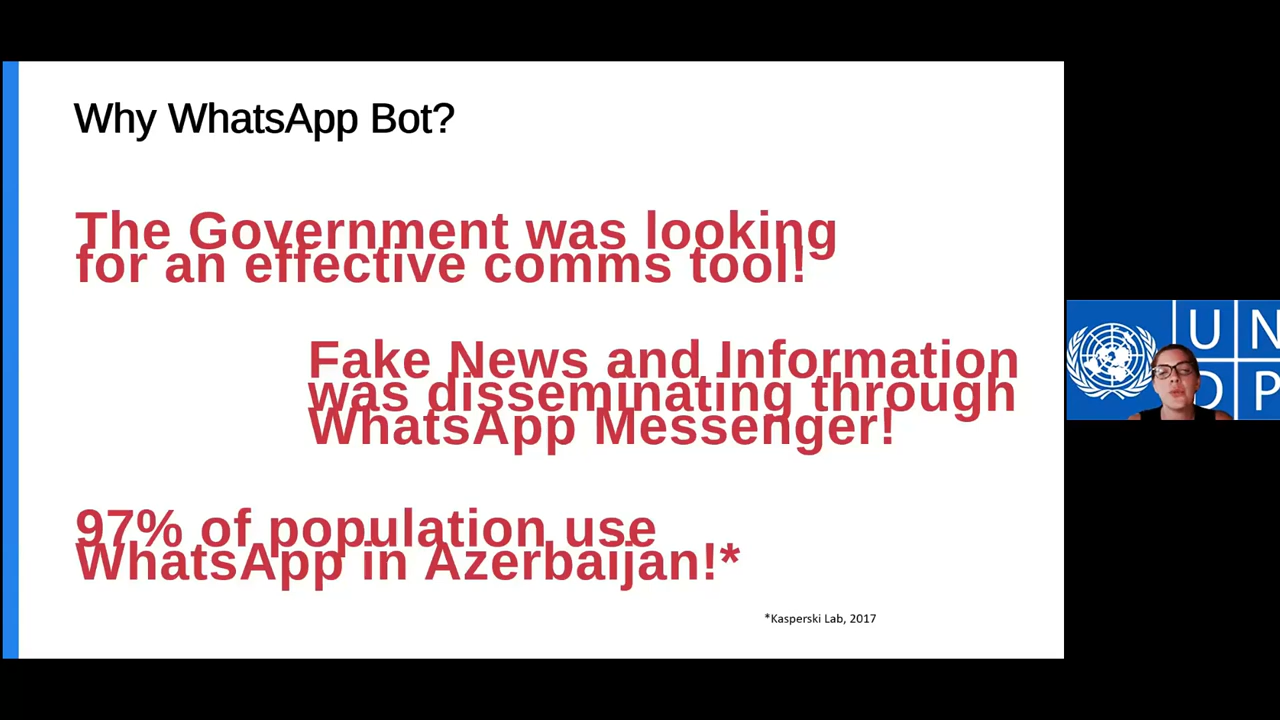 Why WhatsApp Bot?
The Government was looking
for an effective comms tool!
Fake News and Information
was disseminating through
WhatsApp Messenger!
97% of population use
WhatsApp in Azerbaijan!*
*Kasperski Lab, 2017
U N
D P